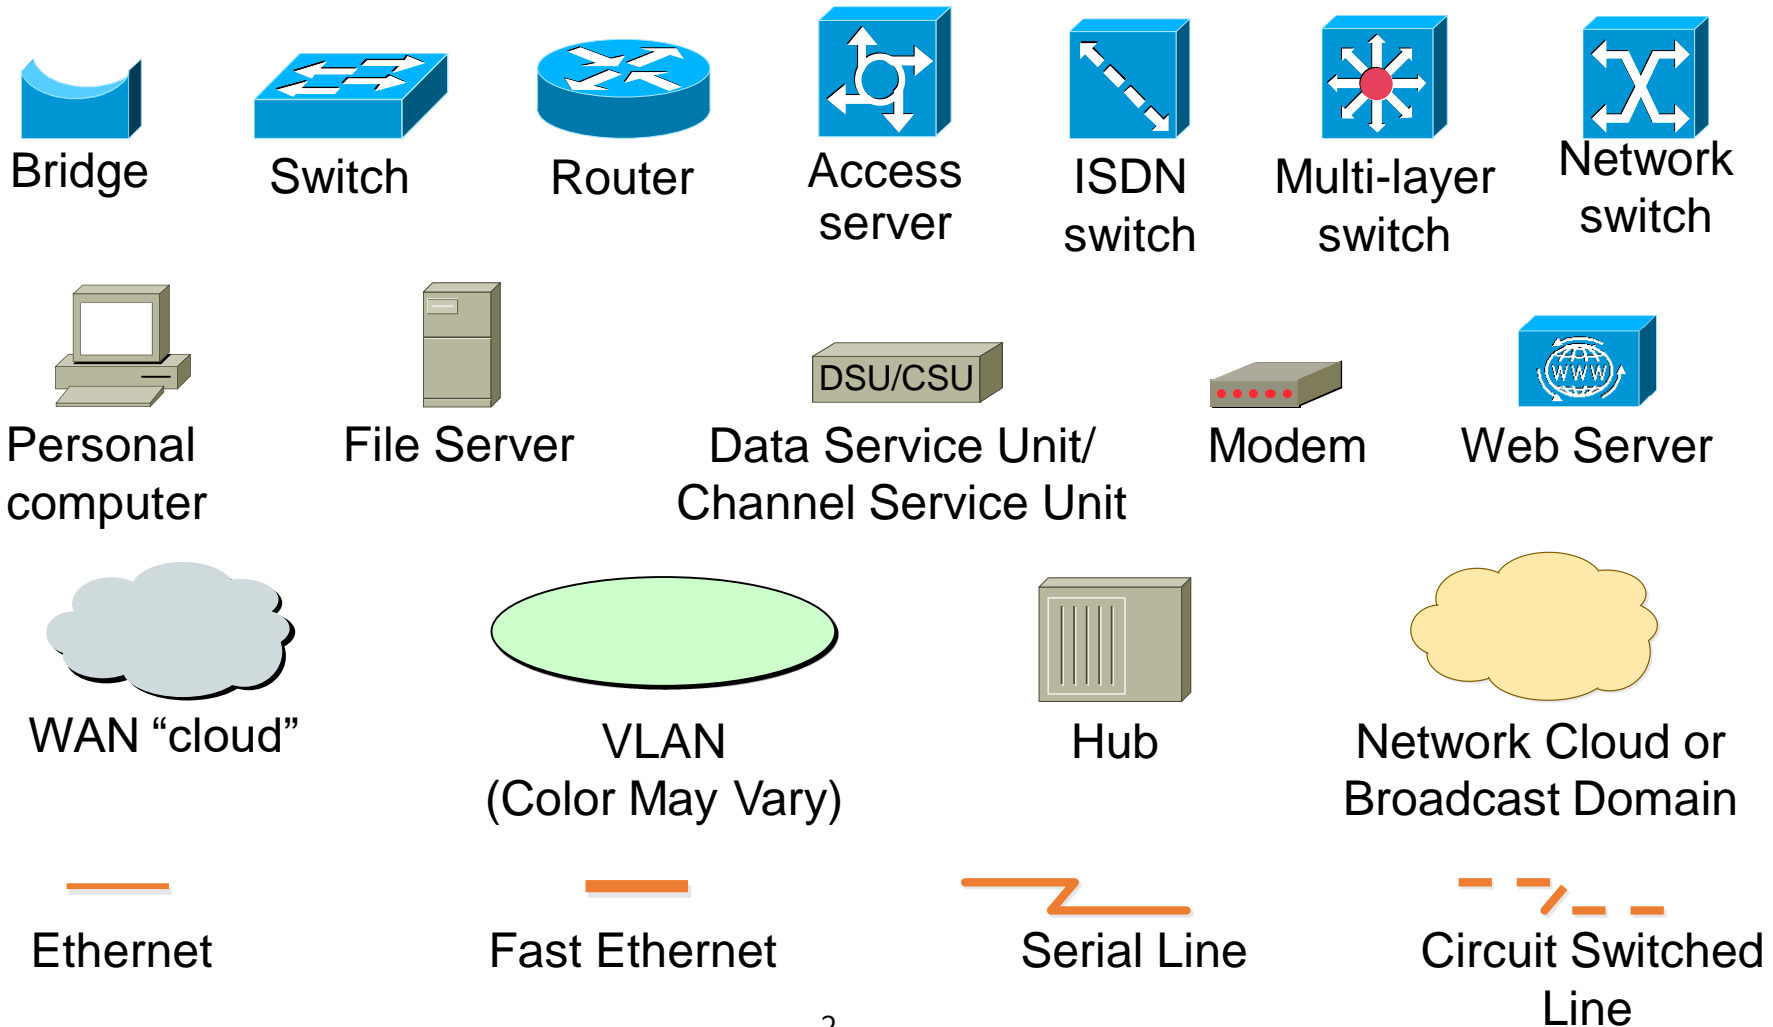 Bridge
Switch
Router
Access
server
ISDN
switch
Multi-layer
switch
Network
switch
Personal
computer
File Server
DSU/CSU
Data Service Unit/
Channel Service Unit
Modem
WWW
Web Server
WAN “cloud”
VLAN
(Color May Vary)
Hub
Network Cloud or
Broadcast Domain
Ethernet
Fast Ethernet
Serial Line
Circuit Switched
Line
2